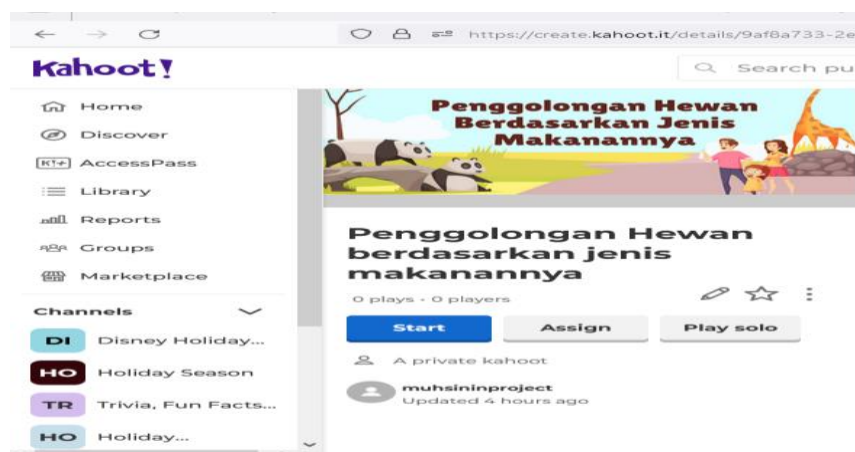 https://create.kahoot.it/details/9af8a733-2e
Kahoot!
Search pu
Home
Discover
K!+ AccessPass
Library
Reports
Groups
Marketplace
Channels
DI Disney Holiday...
HO Holiday Season
TR Trivia, Fun Facts...
HO Holiday...
Penggolongan Hewan
Berdasarkan Jenis
Makanannya
Penggolongan Hewan
berdasarkan jenis
makanannya
0 plays · 0 players
Start Assign Play solo
A private kahoot
muhsininproject
Updated 4 hours ago